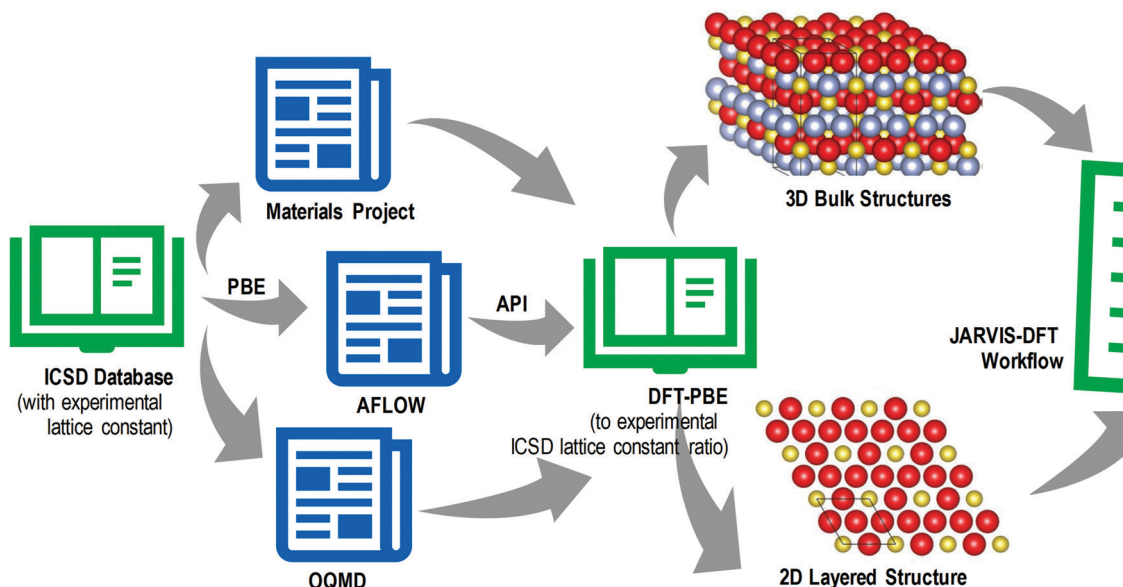 Materials Project
3D Bulk Structures
PBE
API
ICSD Database
(with experimental
lattice constant)
AFLOW
DFT-PBE
(to experimental
ICSD lattice constant ratio)
JARVIS-DFT
Workflow
OQMD
2D Layered Structure